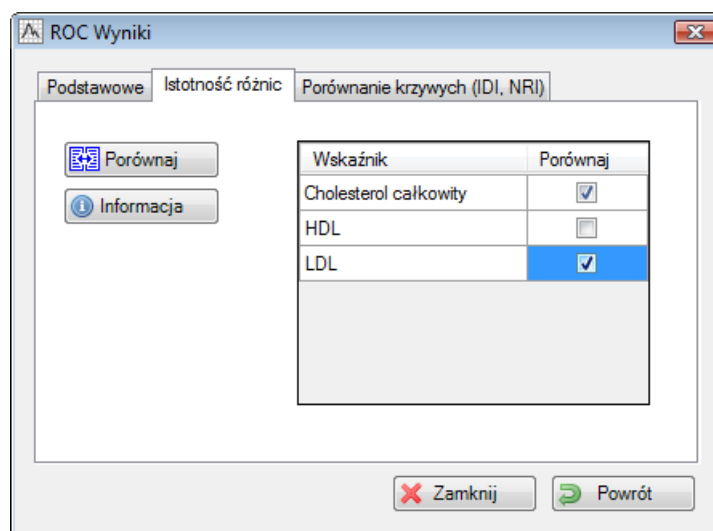 ROC Wyniki
Podstawowe Istotność różnic Porównanie krzywych (IDI, NRI)
Porównaj
Informacja
Wskaźnik Porównaj
Cholesterol całkowity
HDL
LDL
Zamknij Powrót